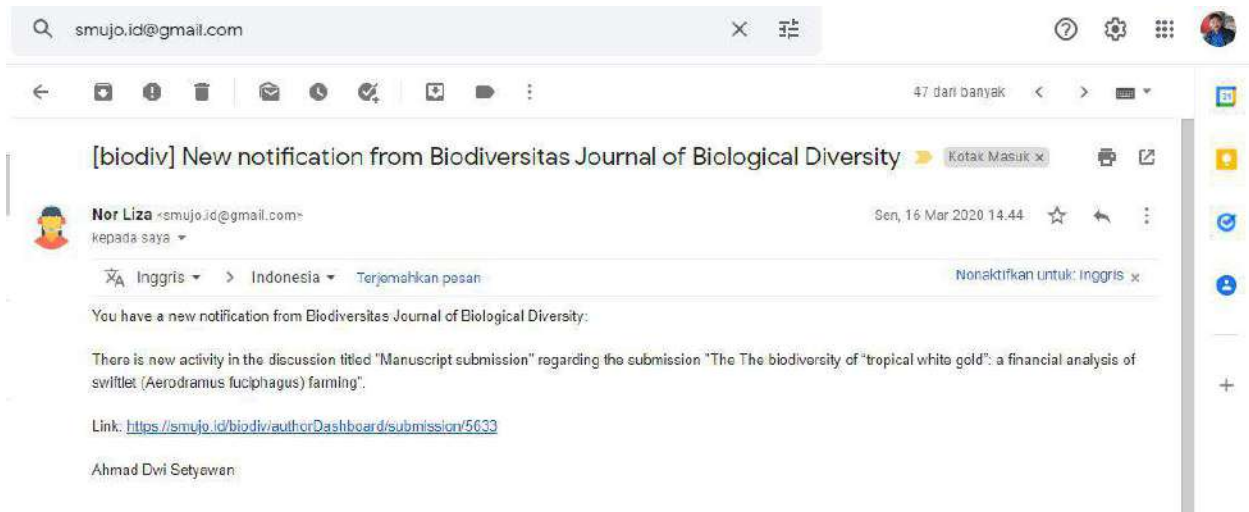 smujo.id@gmail.com
47 dari banyak
[biodiv] New notification from Biodiversitas Journal of Biological Diversity
Kotak Masuk x
Nor Liza <smujo.id@gmail.com>
Sen, 16 Mar 2020 14.44
kepada saya
Inggris > Indonesia Terjemahkan pesan
Nonaktifkan untuk: Inggris x
You have a new notification from Biodiversitas Journal of Biological Diversity:
There is new activity in the discussion titled "Manuscript submission" regarding the submission "The The biodiversity of “tropical white gold”: a financial analysis of
swiftlet (Aerodramus fuciphagus) farming".
Link: https://smujo.id/biodiv/authorDashboard/submission/5633
Ahmad Dwi Setyawan